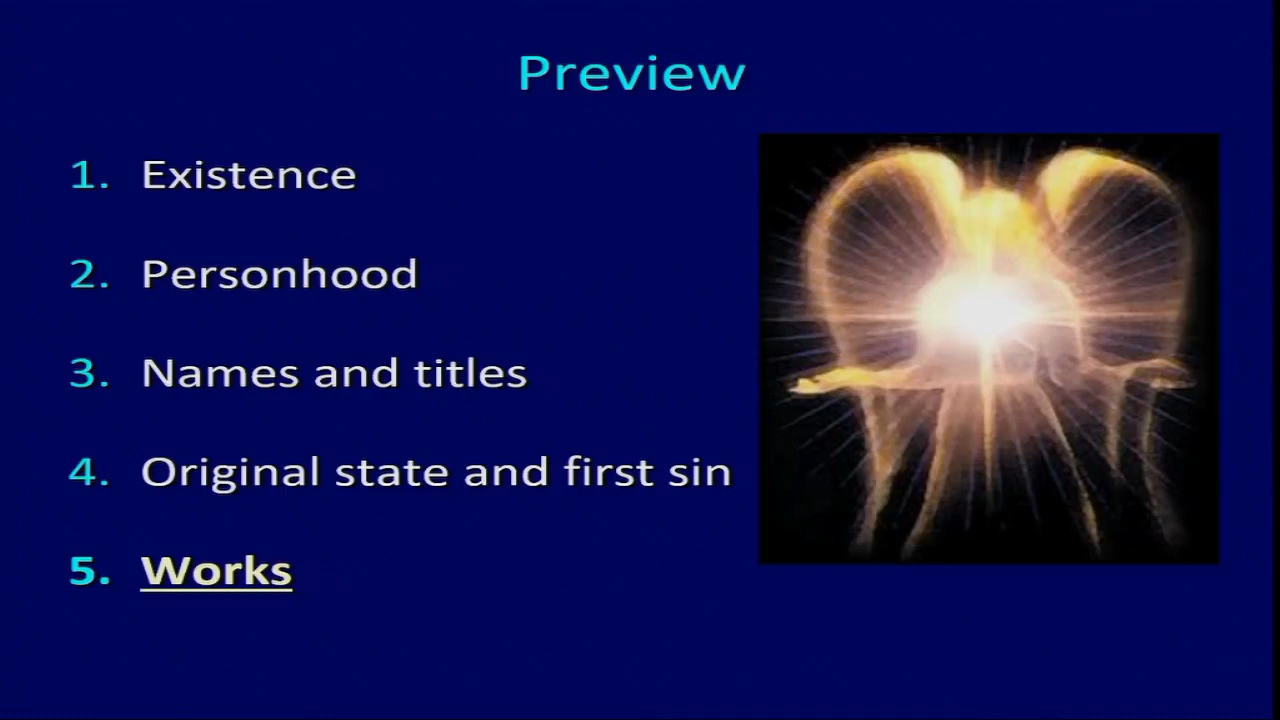 Preview
1. Existence
2. Personhood
3. Names and titles
4. Original state and first sin
5. Works